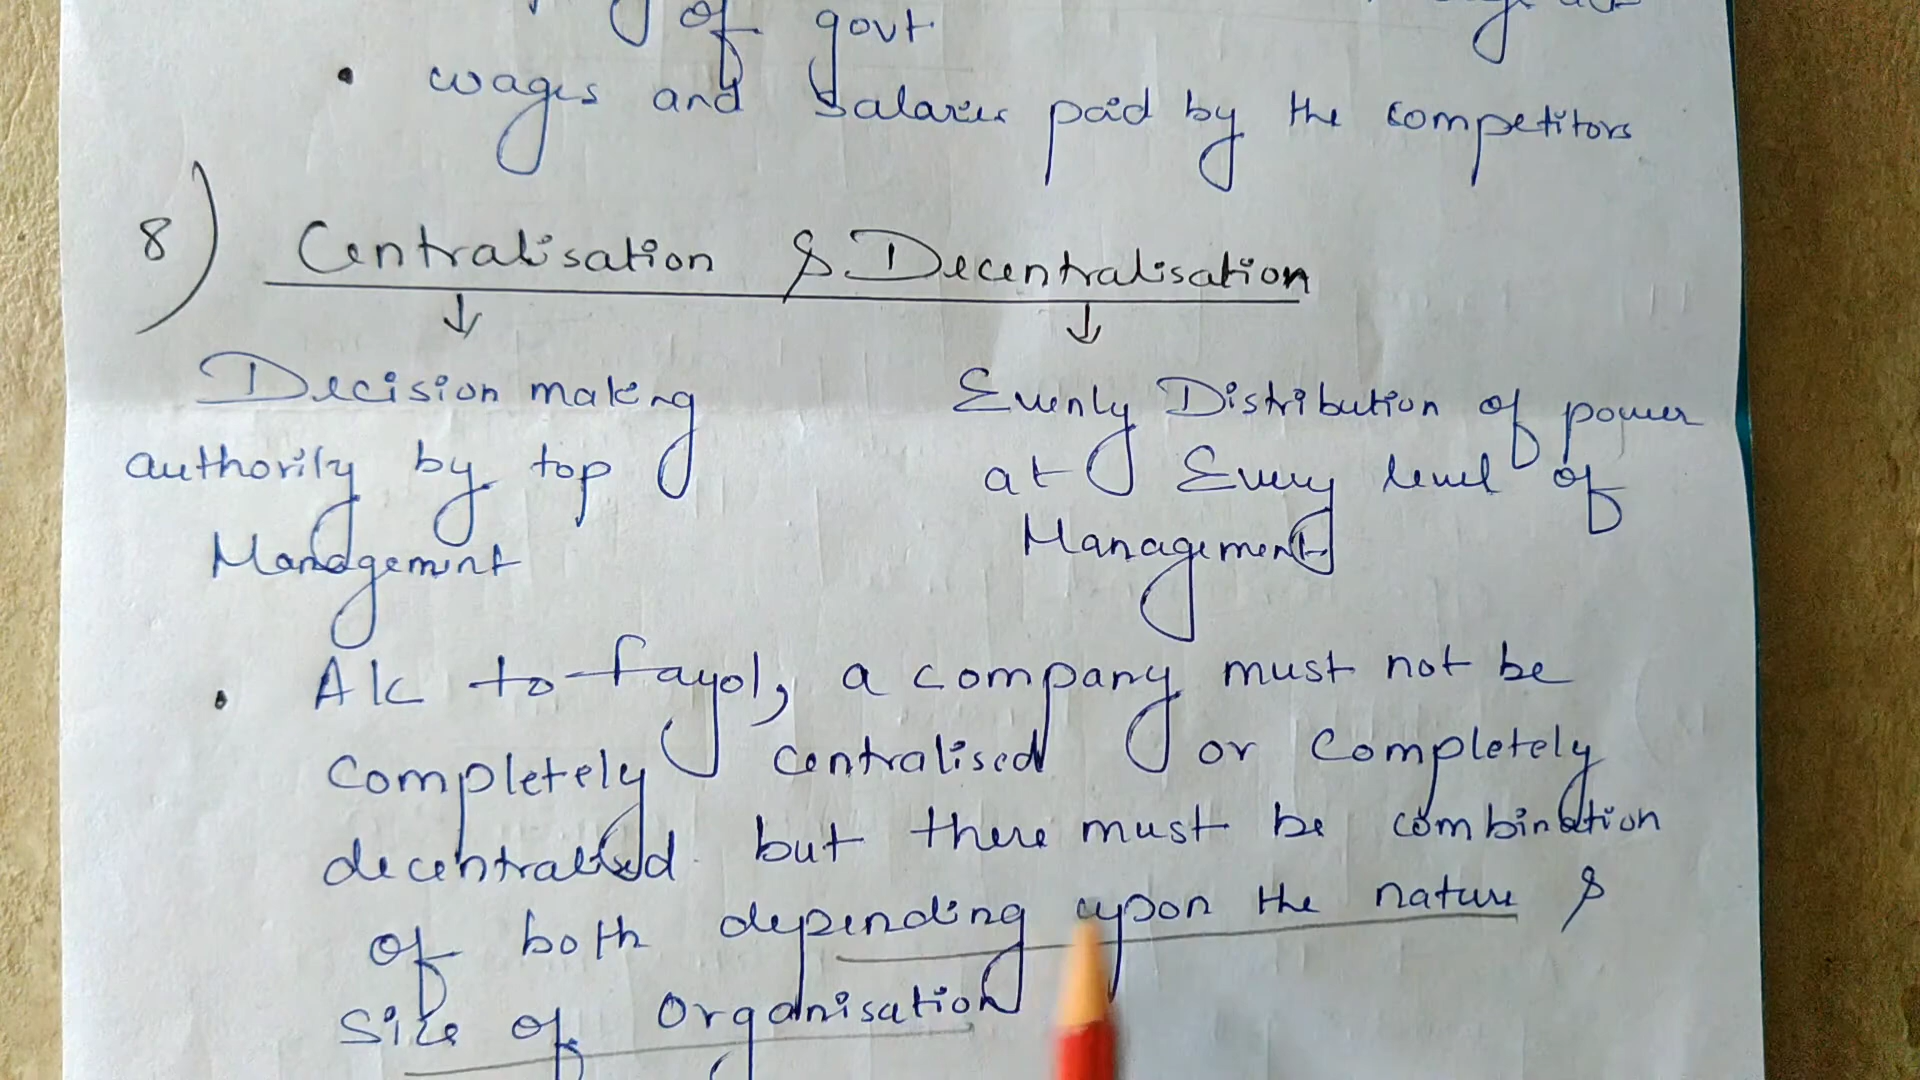 of govt
• wages and salaries paid by the competitors
8) Centralisation & Decentralisation
↓ ↓
Decision making
authority by top
Management
Evenly Distribution of power
at Every level of
Management
• A/c to Fayol, a company must not be
completely centralised or completely
decentralised but there must be combination
of both depending upon the nature &
Size of Organisation